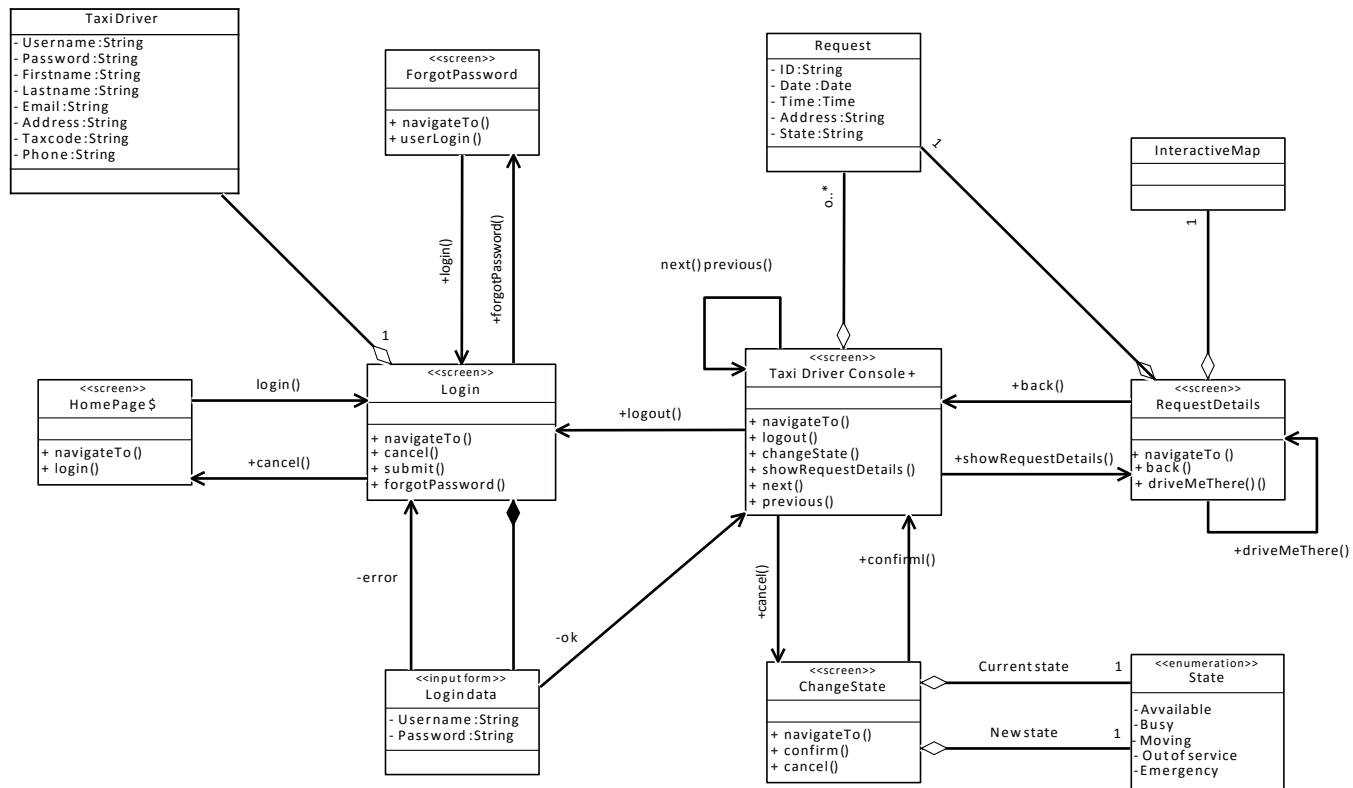 TaxiDriver
- Username:String
- Password:String
- Firstname:String
- Lastname:String
- Email:String
- Address:String
- Taxcode:String
- Phone:String
<<screen>>
ForgotPassword
+ navigateTo()
+ userLogin()
Request
- ID:String
- Date:Date
- Time:Time
- Address:String
- State:String
InteractiveMap
1
o..*
1
+login()
+forgotPassword()
next()previous()
1
<<screen>>
HomePage$
+ navigateTo()
+ login()
login()
+cancel()
<<screen>>
Login
+ navigateTo()
+ cancel()
+ submit()
+ forgotPassword()
+logout()
<<screen>>
Taxi Driver Console+
+ navigateTo()
+ logout()
+ changeState()
+ showRequestDetails()
+ next()
+ previous()
+back()
+showRequestDetails()
<<screen>>
RequestDetails
+ navigateTo()
+ back()
+ driveMeThere()()
+driveMeThere()
-error
-ok
+cancel()
+confirml()
<<input form>>
Logindata
- Username:String
- Password:String
<<screen>>
ChangeState
+ navigateTo()
+ confirm()
+ cancel()
Current state
1
New state
1
<<enumeration>>
State
-Avvailable
-Busy
-Moving
- Out of service
-Emergency